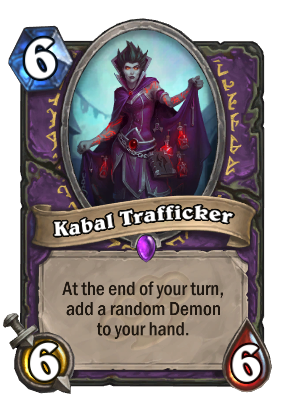 6
Kabal Trafficker
At the end of your turn,
add a random Demon
to your hand.
6 6